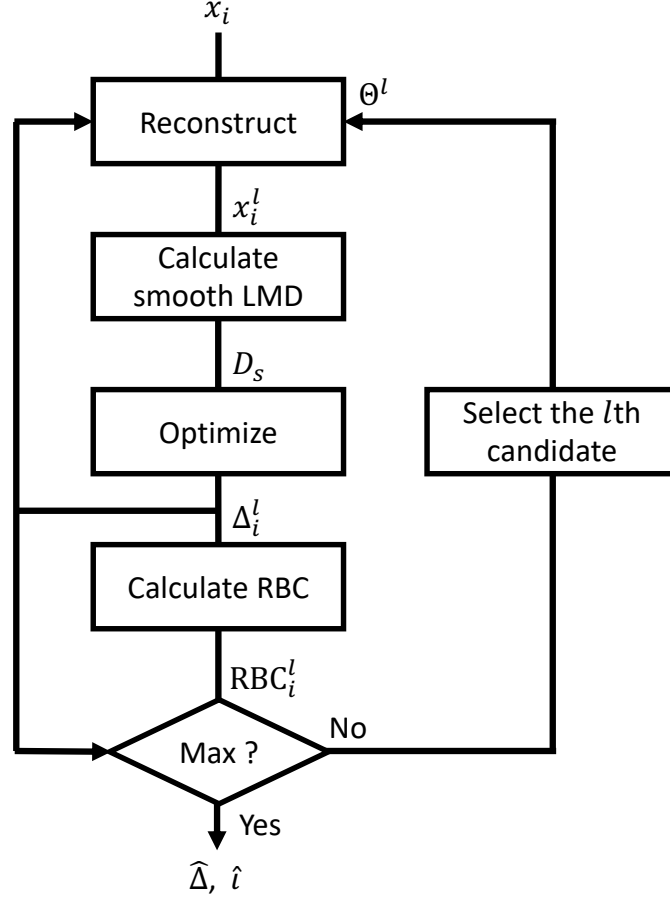 x_i
Θ^l
Reconstruct
x_i^l
Calculate
smooth LMD
D_s
Optimize
Select the lth
candidate
Δ_i^l
Calculate RBC
RBC_i^l
No
Max ?
Yes
Δ̂, î